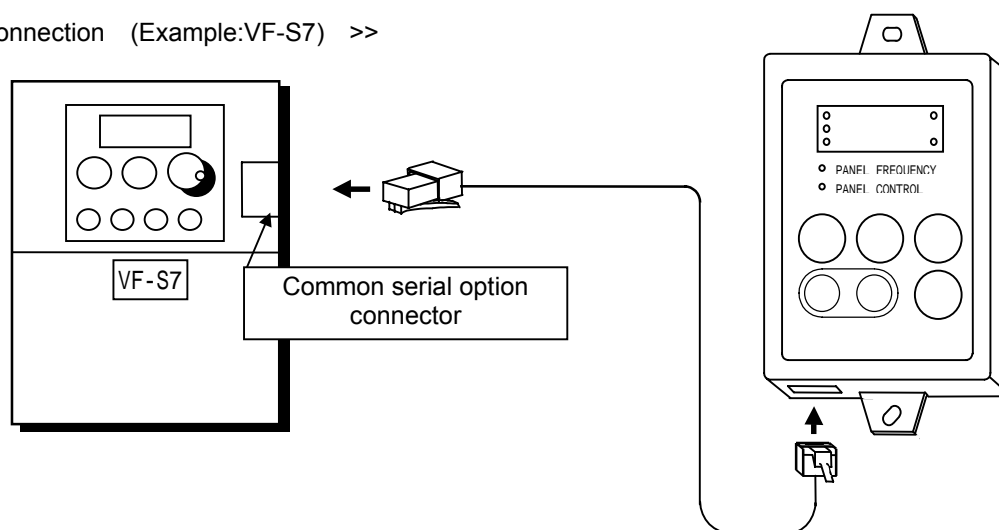 onnection (Example:VF-S7) >>
PANEL FREQUENCY
PANEL CONTROL
VF-S7
Common serial option
connector